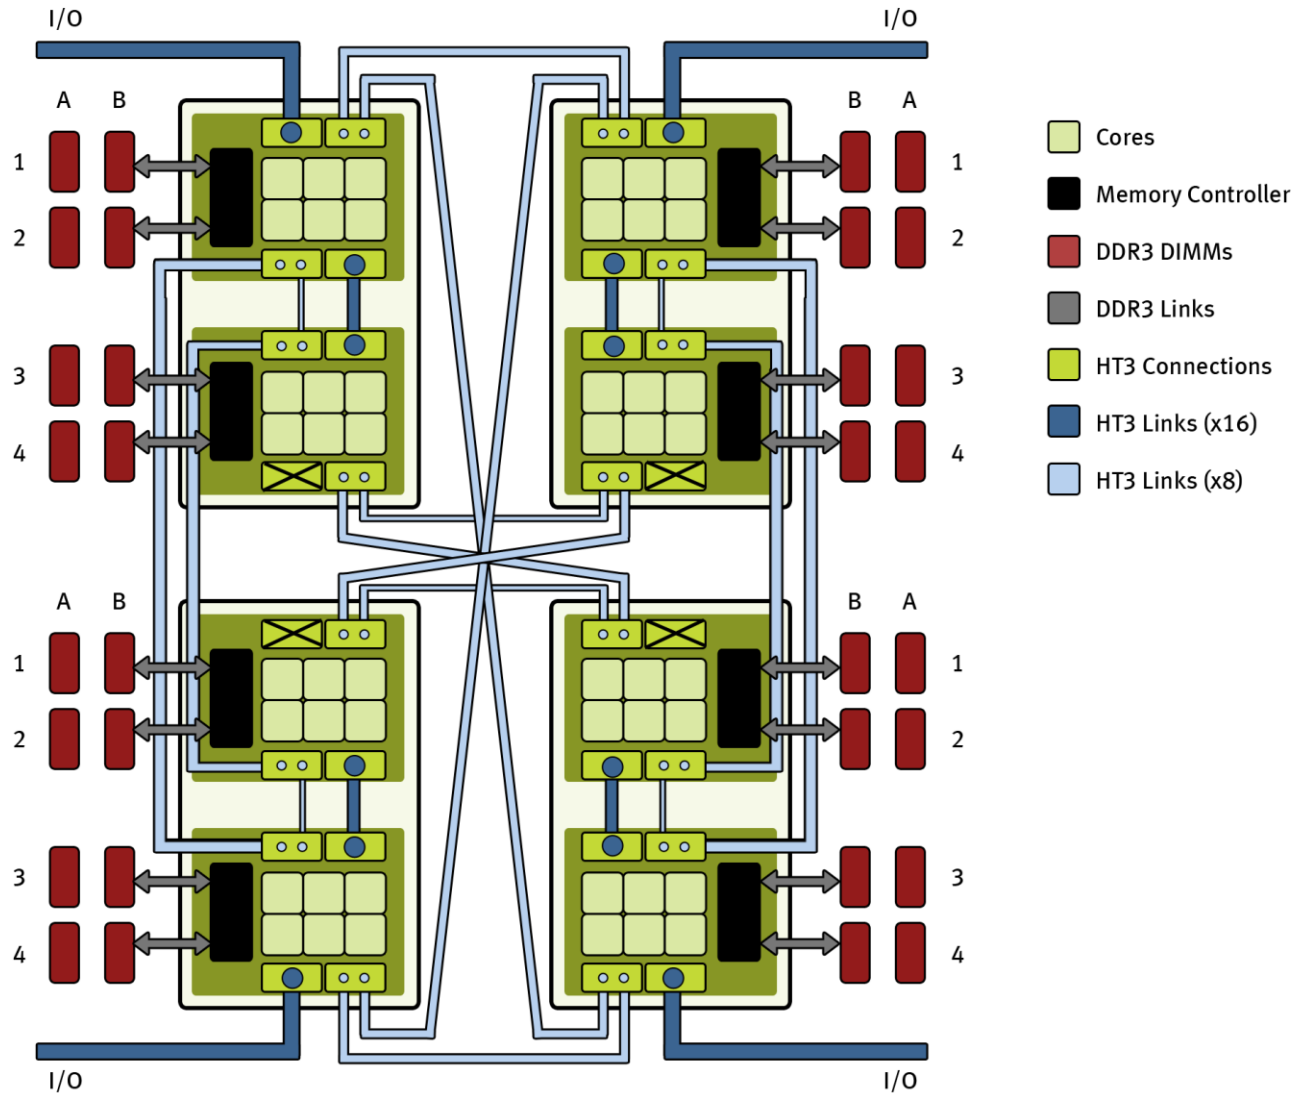 I/O I/O
A B B A
1 1
2 2
3 3
4 4
A B B A
1 1
2 2
3 3
4 4
I/O I/O
Cores
Memory Controller
DDR3 DIMMs
DDR3 Links
HT3 Connections
HT3 Links (x16)
HT3 Links (x8)